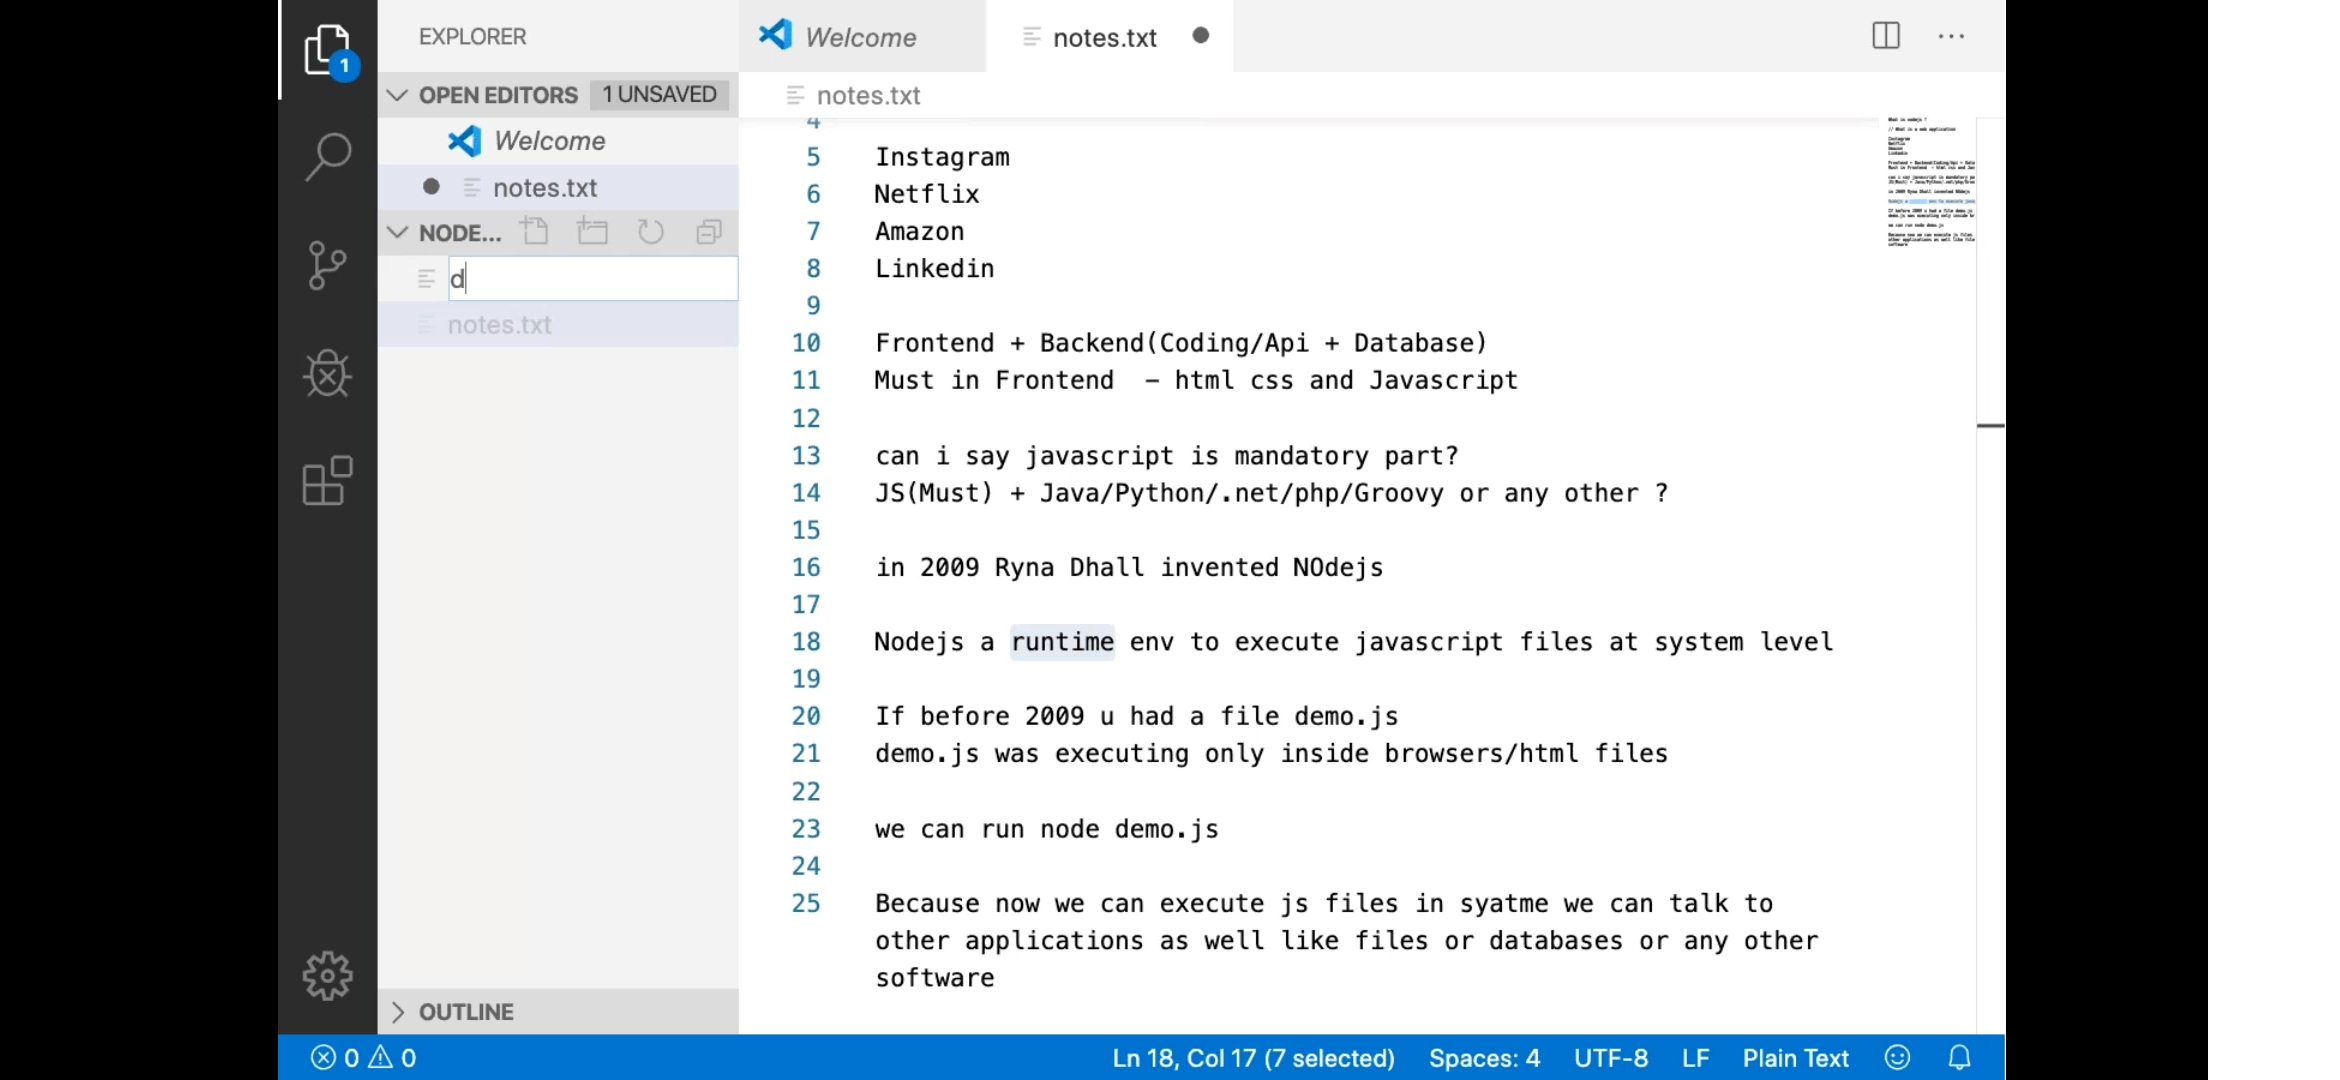 EXPLORER
Welcome
notes.txt
1
OPEN EDITORS 1 UNSAVED
notes.txt
Welcome
notes.txt
NODE...
d
notes.txt
4
5 Instagram
6 Netflix
7 Amazon
8 Linkedin
9
10 Frontend + Backend(Coding/Api + Database)
11 Must in Frontend  – html css and Javascript
12
13 can i say javascript is mandatory part?
14 JS(Must) + Java/Python/.net/php/Groovy or any other ?
15
16 in 2009 Ryna Dhall invented NOdejs
17
18 Nodejs a runtime env to execute javascript files at system level
19
20 If before 2009 u had a file demo.js
21 demo.js was executing only inside browsers/html files
22
23 we can run node demo.js
24
25 Because now we can execute js files in syatme we can talk to
other applications as well like files or databases or any other
software
OUTLINE
0 0
Ln 18, Col 17 (7 selected)
Spaces: 4
UTF-8
LF
Plain Text